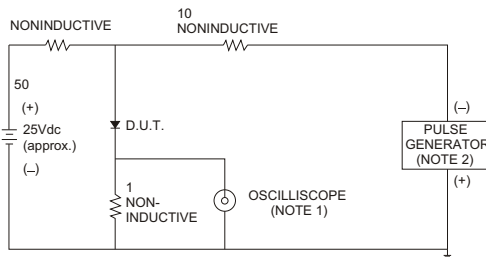 10
NONINDUCTIVE
NONINDUCTIVE
50
(+)
25Vdc
(approx.)
(–)
D.U.T.
1
NON-
INDUCTIVE
OSCILLISCOPE
(NOTE 1)
(–)
PULSE
GENERATOR
(NOTE 2)
(+)